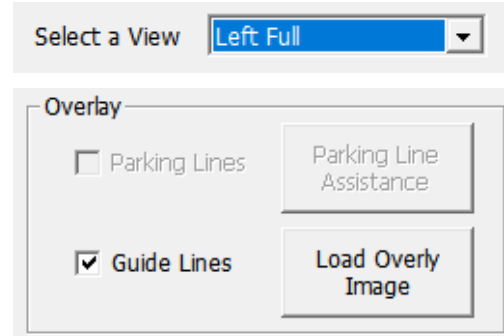 Select a View Left Full
Overlay
Parking Lines
Parking Line
Assistance
Guide Lines
Load Overly
Image